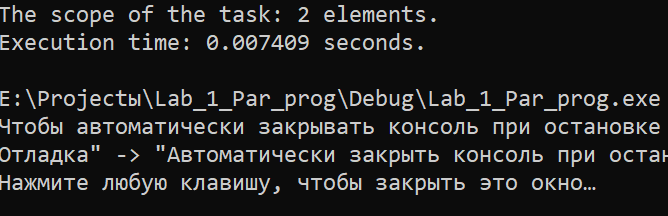 The scope of the task: 2 elements.
Execution time: 0.007409 seconds.
E:\Projectы\Lab_1_Par_prog\Debug\Lab_1_Par_prog.exe
Чтобы автоматически закрывать консоль при остановке
Отладка" -> "Автоматически закрыть консоль при
Нажмите любую клавишу, чтобы закрыть это окно…